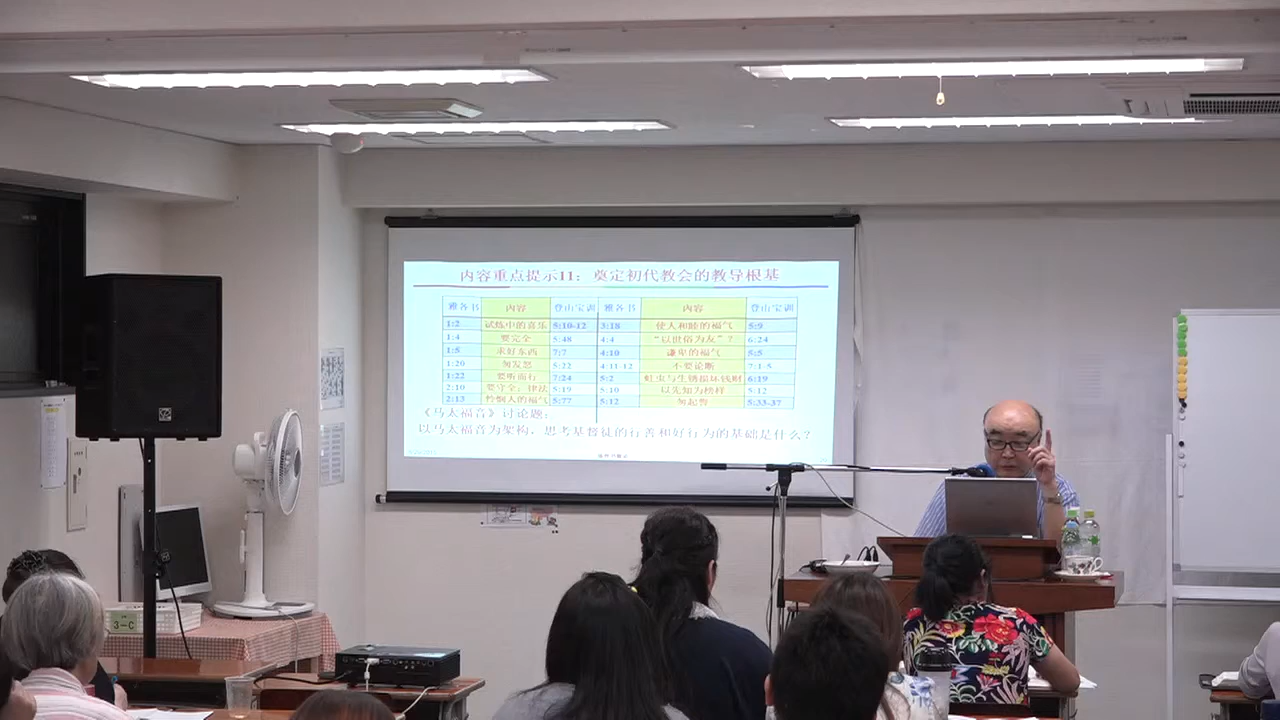 内容重点提示11：奠定初代教会的教导根基
雅各书 内容 登山宝训 雅各书 内容 登山宝训
1:2 试炼中的喜乐 5:10-12 3:18 使人和睦的福气 5:9
1:4 要完全 5:48 4:4 “以世俗为友”？ 6:24
1:5 求好东西 7:7 4:10 谦卑的福气 5:5
1:20 勿发怒 5:22 4:11-12 不要论断 7:1-5
1:22 要听而行 7:24 5:2 虹虫与生锈损坏钱财 6:19
2:10 要守全：律法 5:19 5:10 以先知为榜样 5:12
2:13 怜悯人的福气 5:77 5:12 勿起誓 5:33-37
《马太福音》讨论题：
以马太福音为架构，思考基督徒的行善和好行为的基础是什么？
3-C